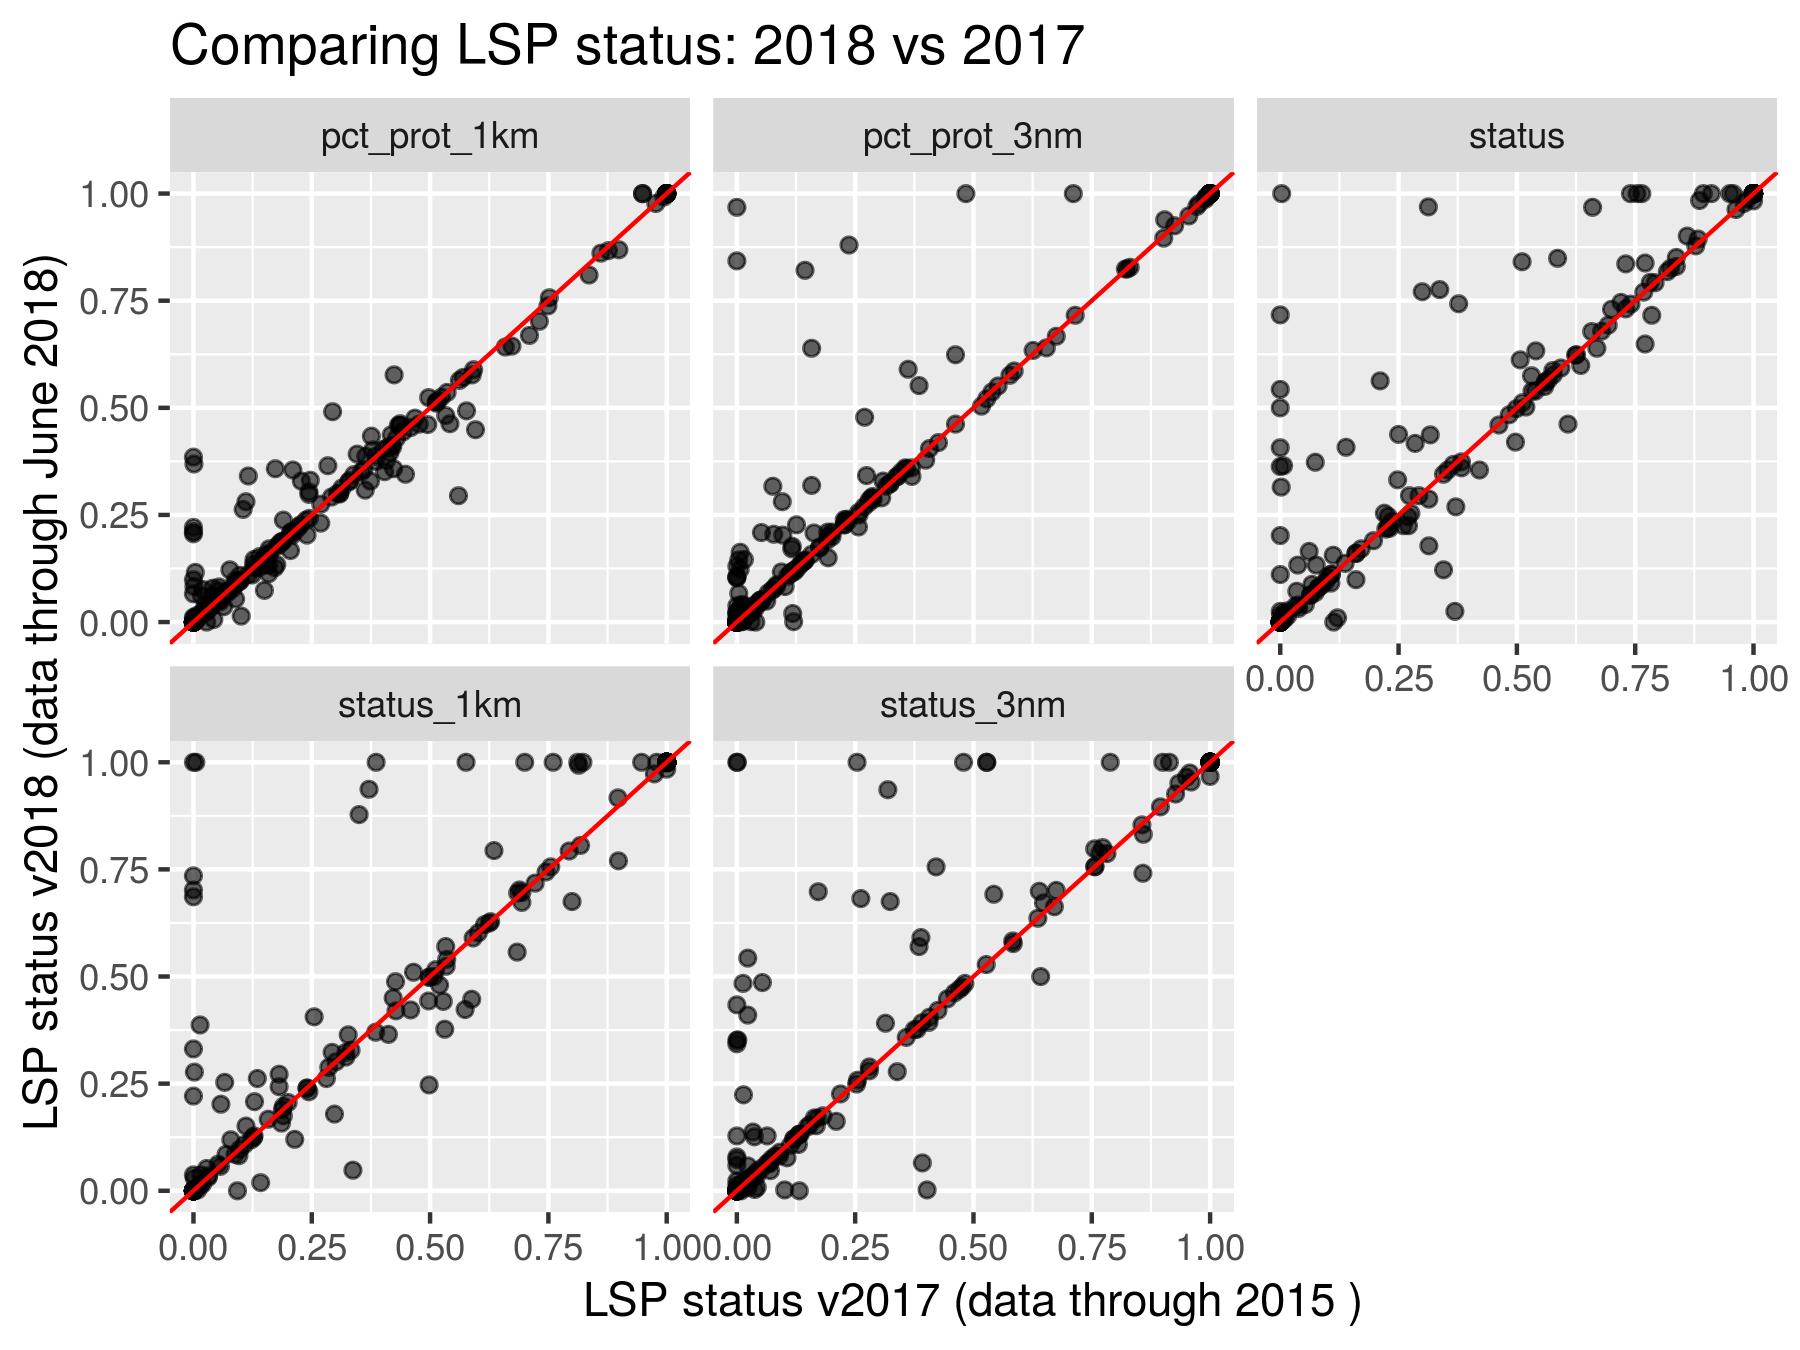 Comparing LSP status: 2018 vs 2017
pct_prot_1km
pct_prot_3nm
status
1.00
0.75
0.50
0.25
0.00
0.00 0.25 0.50 0.75 1.00
status_1km
status_3nm
1.00
0.75
0.50
0.25
0.00
0.00 0.25 0.50 0.75 1.00
0.00 0.25 0.50 0.75 1.00
LSP status v2018 (data through June 2018)
LSP status v2017 (data through 2015 )